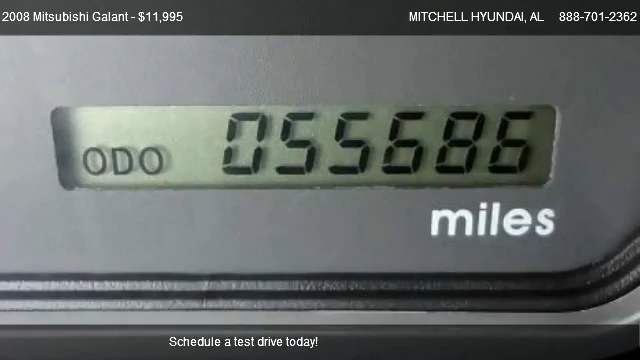 2008 Mitsubishi Galant - $11,995 MITCHELL HYUNDAI, AL 888-701-2362
ODO 055686
miles
Schedule a test drive today!